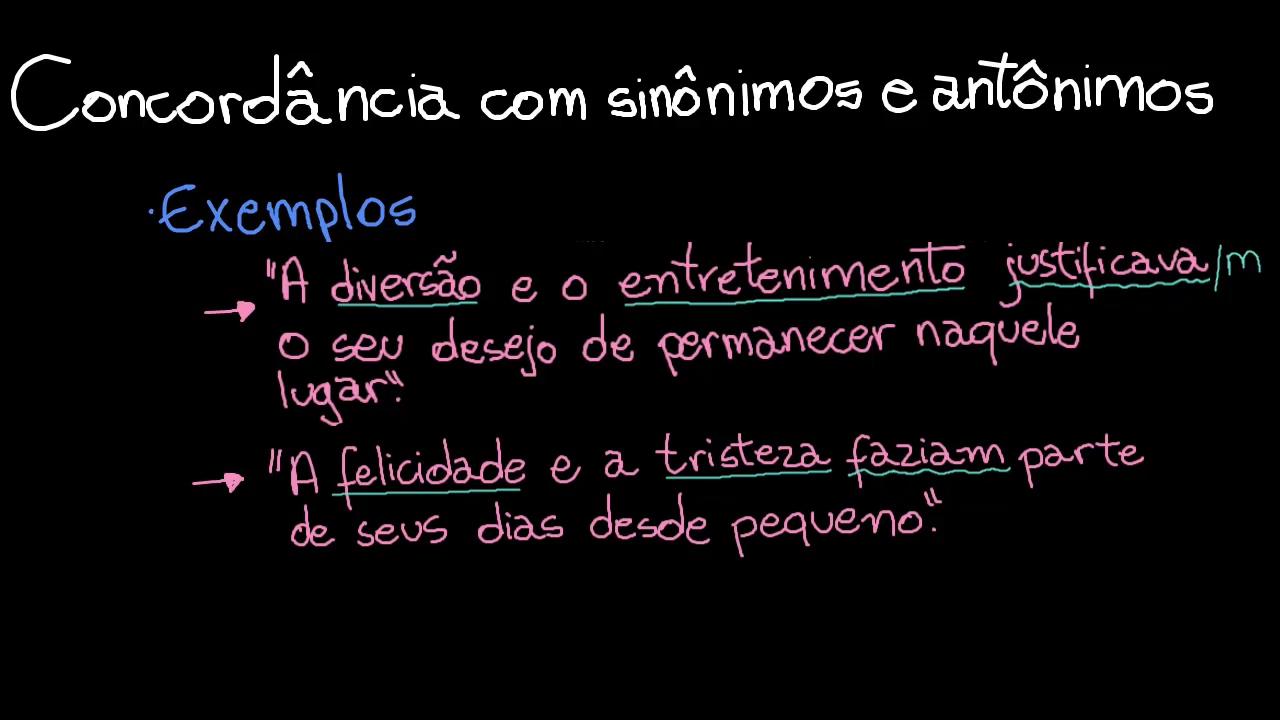 Concordância com sinônimos e antônimos
·Exemplos
"A diversão e o entretenimento justificava/m
o seu desejo de permanecer naquele
lugar".
"A felicidade e a tristeza faziam parte
de seus dias desde pequeno".